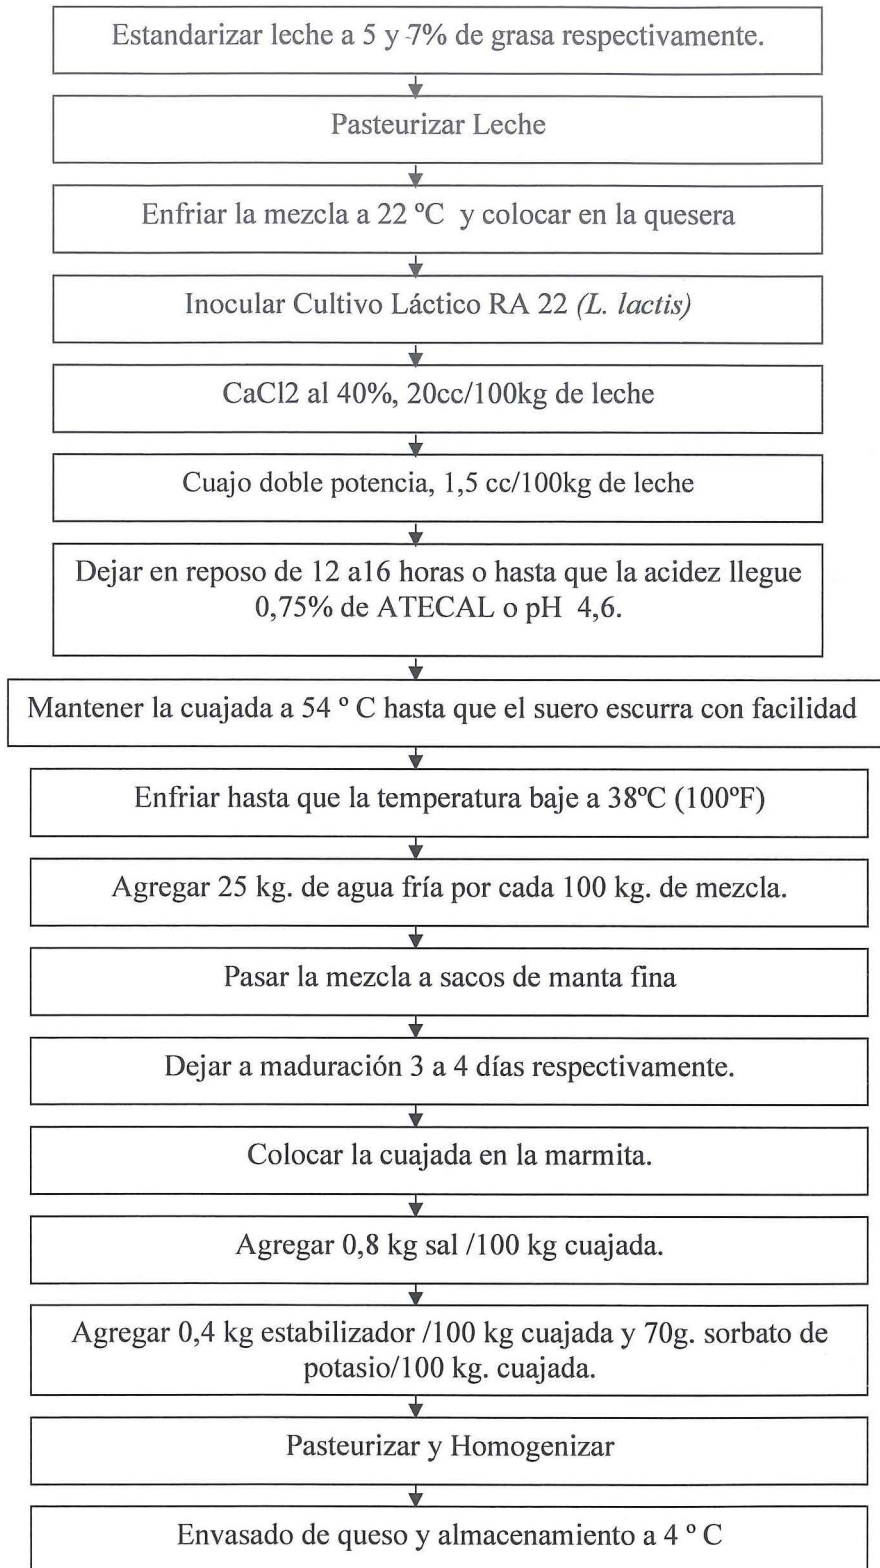 Estandarizar leche a 5 y 7% de grasa respectivamente.
Pasteurizar Leche
Enfriar la mezcla a 22 ºC y colocar en la quesera
Inocular Cultivo Láctico RA 22 (L. lactis)
CaCl2 al 40%, 20cc/100kg de leche
Cuajo doble potencia, 1,5 cc/100kg de leche
Dejar en reposo de 12 a16 horas o hasta que la acidez llegue
0,75% de ATECAL o pH 4,6.
Mantener la cuajada a 54 º C hasta que el suero escurra con facilidad
Enfriar hasta que la temperatura baje a 38ºC (100ºF)
Agregar 25 kg. de agua fría por cada 100 kg. de mezcla.
Pasar la mezcla a sacos de manta fina
Dejar a maduración 3 a 4 días respectivamente.
Colocar la cuajada en la marmita.
Agregar 0,8 kg sal /100 kg cuajada.
Agregar 0,4 kg estabilizador /100 kg cuajada y 70g. sorbato de
potasio/100 kg. cuajada.
Pasteurizar y Homogenizar
Envasado de queso y almacenamiento a 4 º C